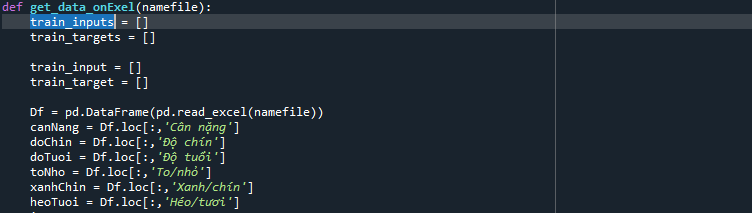 def get_data_onExel(namefile):
train_inputs = []
train_targets = []
train_input = []
train_target = []
Df = pd.DataFrame(pd.read_excel(namefile))
canNang = Df.loc[:,'Cân nặng']
doChin = Df.loc[:,'Độ chín']
doTuoi = Df.loc[:,'Độ tuổi']
toNho = Df.loc[:,'To/nhỏ']
xanhChin = Df.loc[:,'Xanh/chín']
heoTuoi = Df.loc[:,'Héo/tươi']